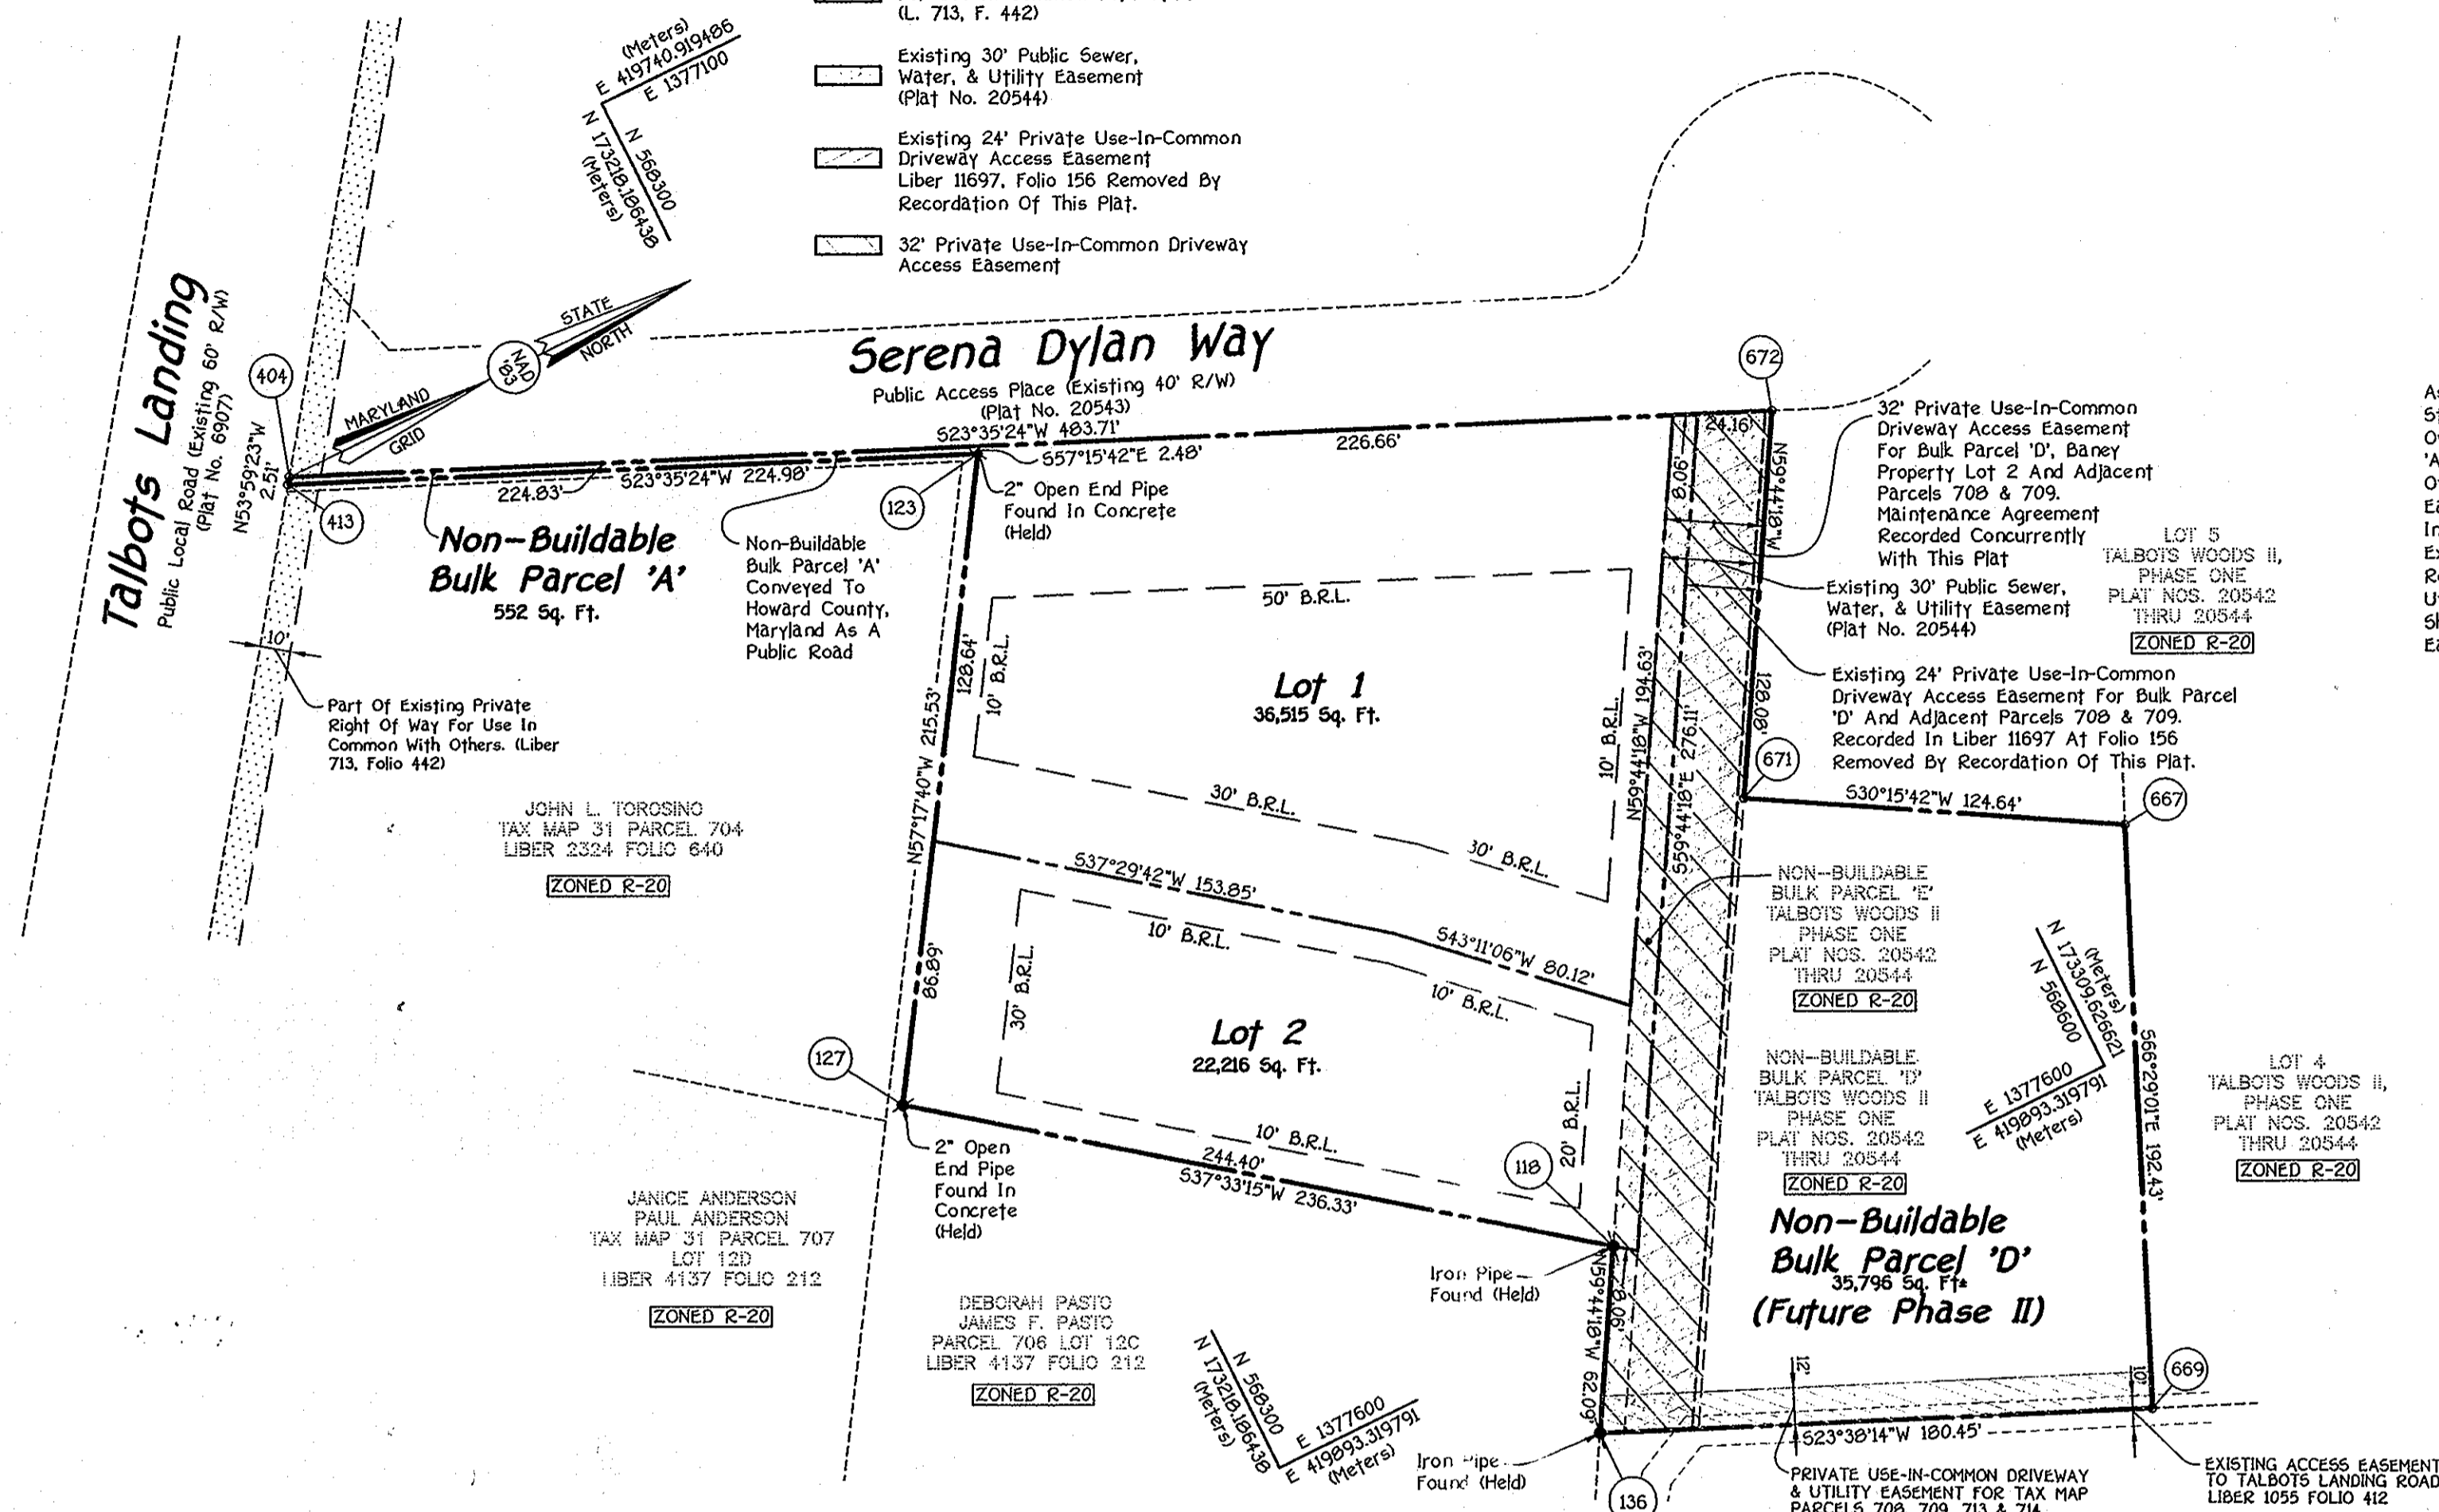 (L. 713, F. 442)
Existing 30' Public Sewer,
Water, & Utility Easement
(Plat No. 20544)
Existing 24' Private Use-In-Common
Driveway Access Easement
Liber 11697, Folio 156 Removed By
Recordation Of This Plat.
32' Private Use-In-Common Driveway
Access Easement
(Meters)
E 419740.919486
E 1377100
N 568300
N 173218.186438
(Meters)
Talbots Landing
Public Local Road (Existing 60' R/W)
(Plat No. 6907)
N53°59'23"W
2.51'
404
413
MARYLAND
GRID
NAD
'83
STATE
NORTH
Serena Dylan Way
Public Access Place (Existing 40' R/W)
(Plat No. 20543)
S23°35'24"W 483.71'
226.66'
24.16'
672
S57°15'42"E 2.48'
224.83'
S23°35'24"W 224.98'
123
2" Open End Pipe
Found In Concrete
(Held)
Non-Buildable
Bulk Parcel 'A'
552 Sq. Ft.
Non-Buildable
Bulk Parcel 'A'
Conveyed To
Howard County,
Maryland As A
Public Road
10'
Part Of Existing Private
Right Of Way For Use In
Common With Others. (Liber
713, Folio 442)
32' Private Use-In-Common
Driveway Access Easement
For Bulk Parcel 'D', Baney
Property Lot 2 And Adjacent
Parcels 708 & 709.
Maintenance Agreement
Recorded Concurrently
With This Plat
Existing 30' Public Sewer,
Water, & Utility Easement
(Plat No. 20544)
LOT 5
TALBOTS WOODS II,
PHASE ONE
PLAT NOS. 20542
THRU 20544
ZONED R-20
Existing 24' Private Use-In-Common
Driveway Access Easement For Bulk Parcel
'D' And Adjacent Parcels 708 & 709.
Recorded In Liber 11697 At Folio 156
Removed By Recordation Of This Plat.
8.06'
N59°44'18"W
128.08'
50' B.R.L.
10' B.R.L.
128.64'
N57°17'40"W 215.53'
Lot 1
36,515 Sq. Ft.
10' B.R.L.
N59°44'18"W 194.63'
S59°44'18"E 276.11'
30' B.R.L.
30' B.R.L.
671
S30°15'42"W 124.64'
667
JOHN L. TOROSINO
TAX MAP 31 PARCEL 704
LIBER 2324 FOLIO 640
ZONED R-20
S37°29'42"W 153.85'
S43°11'06"W 80.12'
10' B.R.L.
10' B.R.L.
30' B.R.L.
86.89'
Lot 2
22,216 Sq. Ft.
20' B.R.L.
10' B.R.L.
244.40'
S37°33'15"W 236.33'
127
118
2" Open
End Pipe
Found In
Concrete
(Held)
NON-BUILDABLE
BULK PARCEL 'E'
TALBOTS WOODS II
PHASE ONE
PLAT NOS. 20542
THRU 20544
ZONED R-20
NON-BUILDABLE
BULK PARCEL 'D'
TALBOTS WOODS II
PHASE ONE
PLAT NOS. 20542
THRU 20544
ZONED R-20
Non-Buildable
Bulk Parcel 'D'
35,796 Sq. Ft±
(Future Phase II)
(Meters)
N 173309.626621
N 568600
E 1377600
E 419893.319791
(Meters)
S66°29'01"E 192.43'
LOT 4
TALBOTS WOODS II,
PHASE ONE
PLAT NOS. 20542
THRU 20544
ZONED R-20
JANICE ANDERSON
PAUL ANDERSON
TAX MAP 31 PARCEL 707
LOT 12D
LIBER 4137 FOLIO 212
ZONED R-20
DEBORAH PASTO
JAMES F. PASTO
PARCEL 706 LOT 12C
LIBER 4137 FOLIO 212
ZONED R-20
N 568300
N 173218.186438
(Meters)
E 1377600
E 419893.319791
(Meters)
Iron Pipe
Found (Held)
N59°44'18"W 62.09'
8.06'
Iron Pipe
Found (Held)
136
12'
10'
669
S23°38'14"W 180.45'
PRIVATE USE-IN-COMMON DRIVEWAY
& UTILITY EASEMENT FOR TAX MAP
PARCELS 708, 709, 713 & 714
EXISTING ACCESS EASEMENT
TO TALBOTS LANDING ROAD
LIBER 1055 FOLIO 412